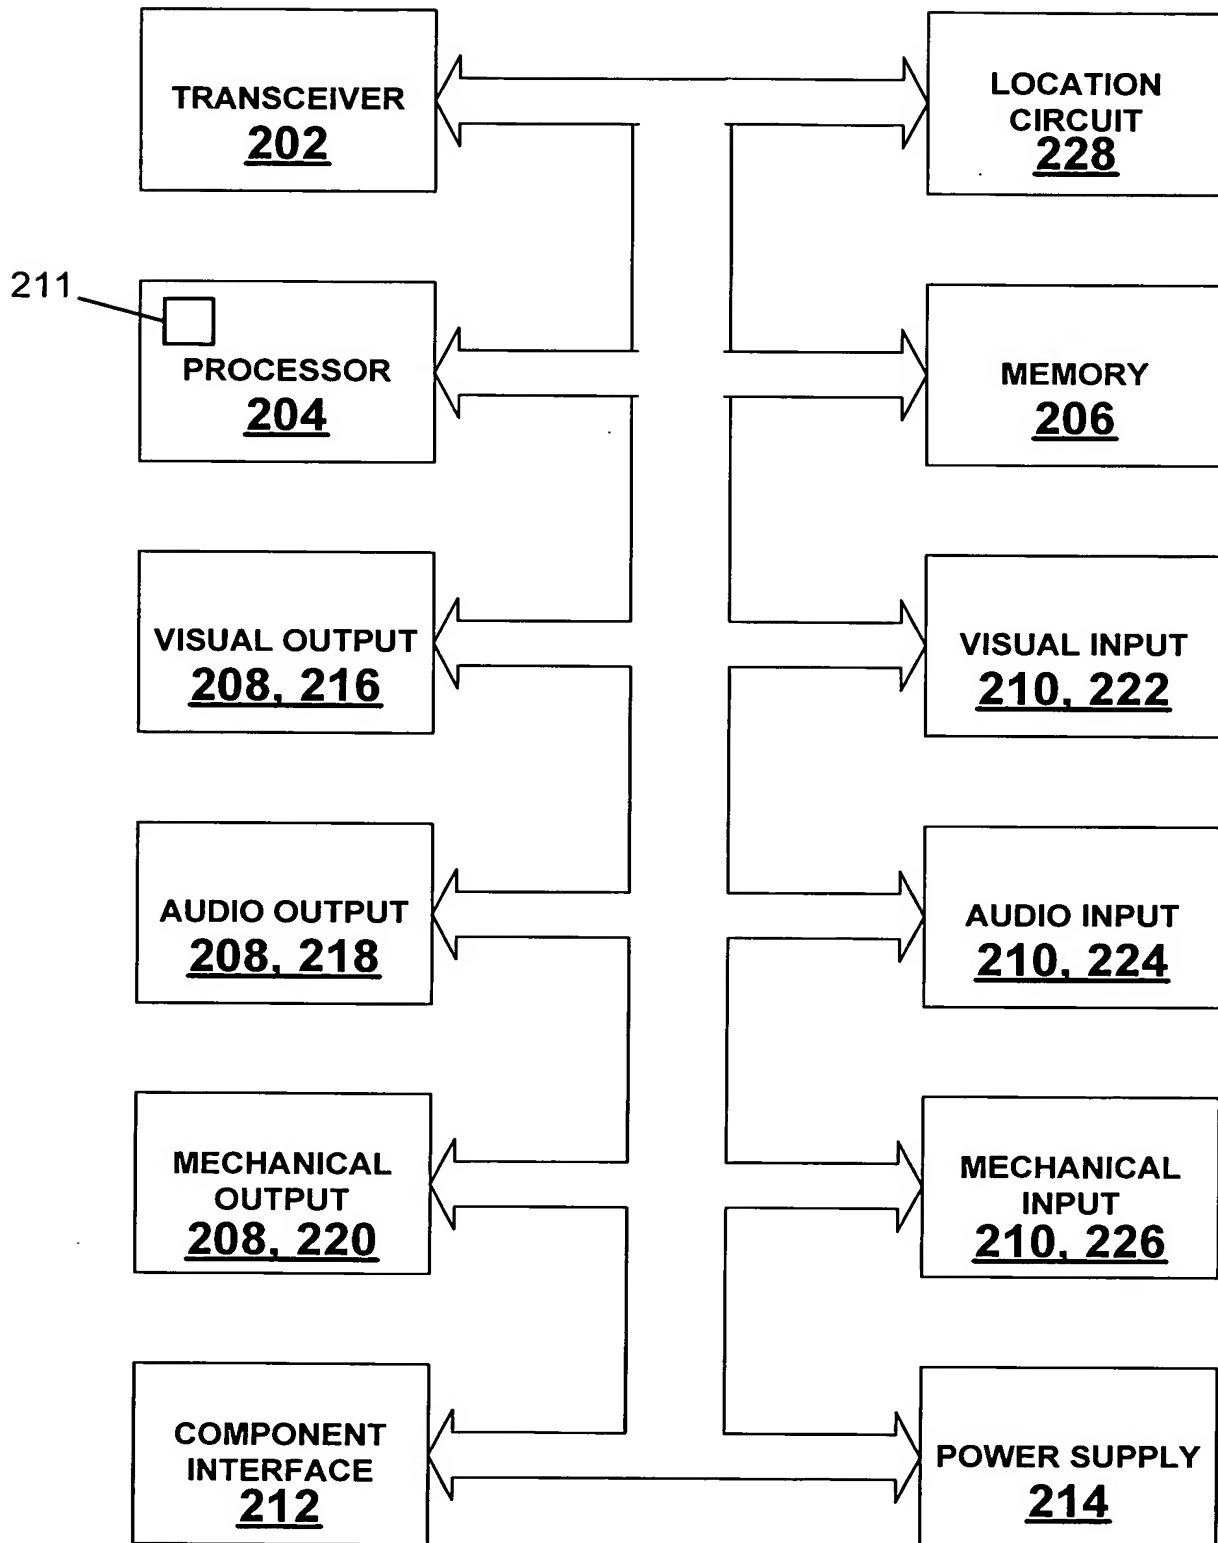 TRANSCEIVER
202
LOCATION
CIRCUIT
228
211
PROCESSOR
204
MEMORY
206
VISUAL OUTPUT
208, 216
VISUAL INPUT
210, 222
AUDIO OUTPUT
208, 218
AUDIO INPUT
210, 224
MECHANICAL
OUTPUT
208, 220
MECHANICAL
INPUT
210, 226
COMPONENT
INTERFACE
212
POWER SUPPLY
214